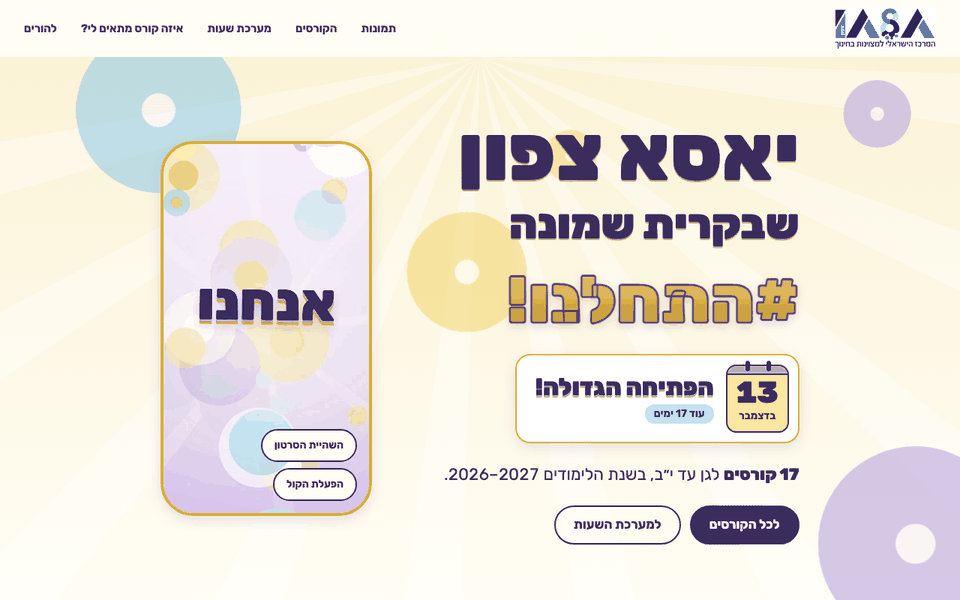 IASA
המרכז הישראלי למצוינות בחינוך
תמונות
הקורסים
מערכת שעות
איזה קורס מתאים לי?
להורים
יאסא צפון
שבקרית שמונה
#התחלנו!
13
בדצמבר
הפתיחה הגדולה!
עוד 17 ימים
17 קורסים לגן עד י״ב, בשנת הלימודים 2026–2027.
לכל הקורסים
למערכת השעות
אנחנו
השהיית הסרטון
הפעלת הקול